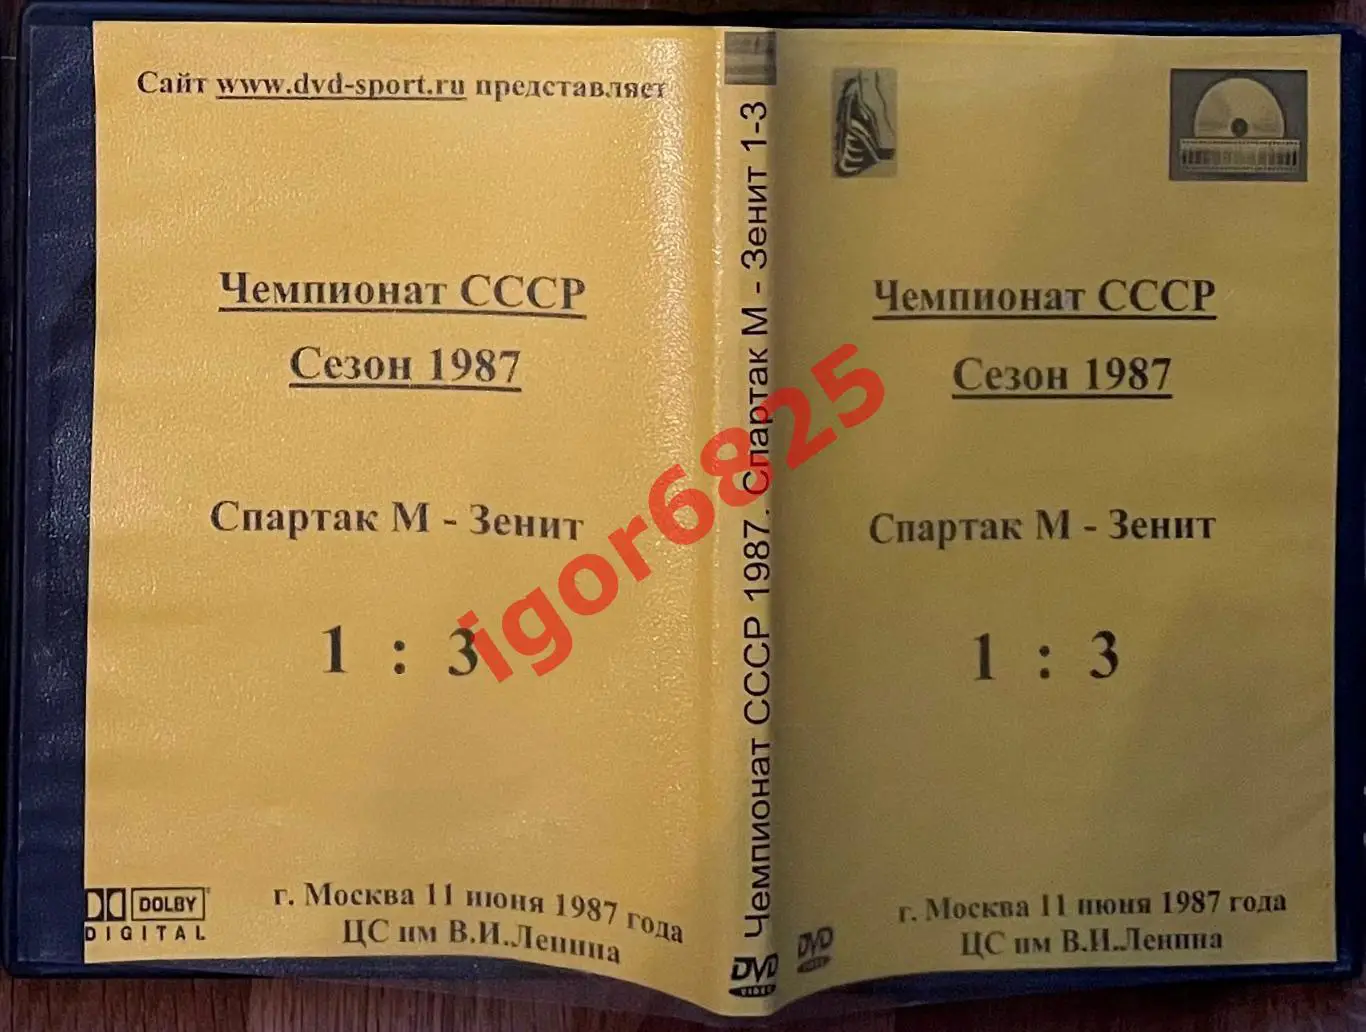 Сайт www.dvd-sport.ru представляет
Чемпионат СССР
Сезон 1987
Спартак М - Зенит
1 : 3
г. Москва 11 июня 1987 года
ЦС им В.И.Ленина
DOLBY
DIGITAL
Чемпионат СССР 1987. Спартак М - Зенит 1-3
DVD
VIDEO
Чемпионат СССР
Сезон 1987
Спартак М - Зенит
1 : 3
г. Москва 11 июня 1987 года
ЦС им В.И.Ленина
DVD
VIDEO
igor6825